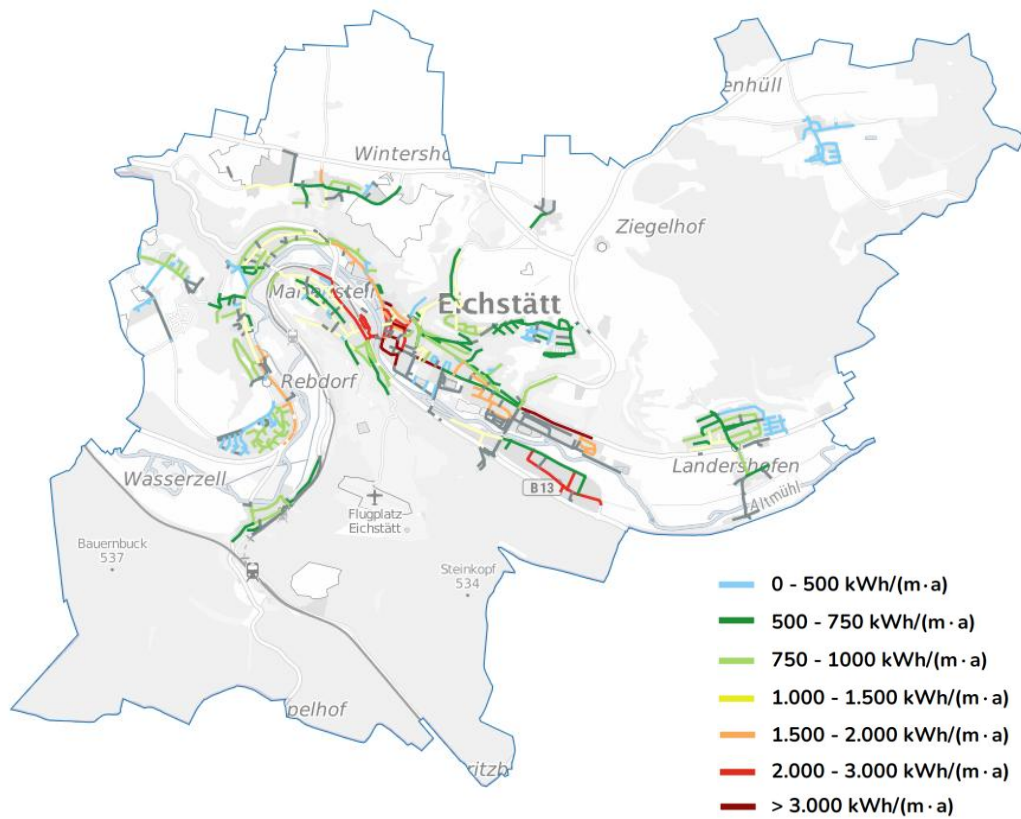 enhüll
Wintersho
Ziegelhof
Marienstein
Eichstätt
Rebdorf
Landershofen
Wasserzell
B13
Altmühl
Flugplatz-
Eichstätt
Bauernbuck
537
Steinkopf
534
0 - 500 kWh/(m·a)
500 - 750 kWh/(m·a)
750 - 1000 kWh/(m·a)
pelhof
1.000 - 1.500 kWh/(m·a)
1.500 - 2.000 kWh/(m·a)
ritzb
2.000 - 3.000 kWh/(m·a)
> 3.000 kWh/(m·a)